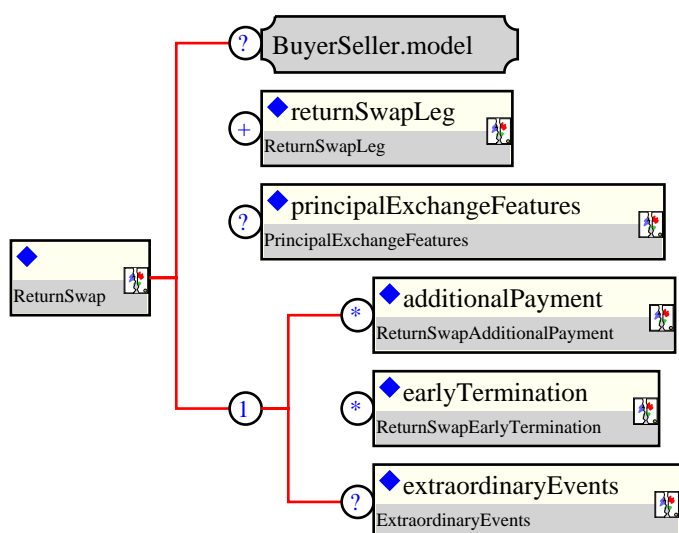 ?
BuyerSeller.model
+
returnSwapLeg
ReturnSwapLeg
?
principalExchangeFeatures
PrincipalExchangeFeatures
ReturnSwap
*
additionalPayment
ReturnSwapAdditionalPayment
1
*
earlyTermination
ReturnSwapEarlyTermination
?
extraordinaryEvents
ExtraordinaryEvents